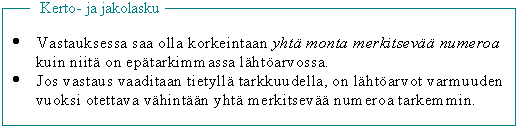 Kerto- ja jakolasku
• Vastauksessa saa olla korkeintaan yhtä monta merkitsevää numeroa
kuin niitä on epätarkimmassa lähtöarvossa.
• Jos vastaus vaaditaan tietyllä tarkkuudella, on lähtöarvot varmuuden
vuoksi otettava vähintään yhtä merkitsevää numeroa tarkemmin.